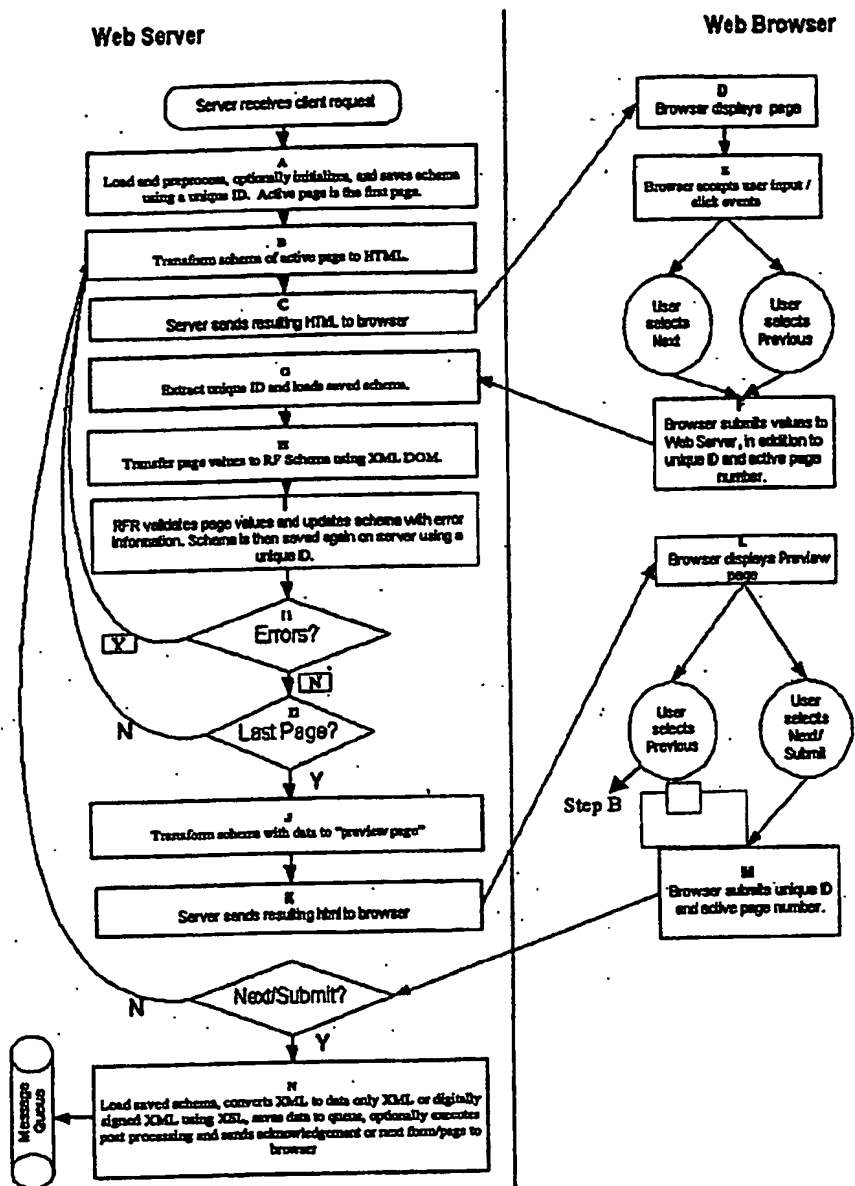 Web Server
Server receives client request
A
Load and preprocess, optionally initializes, and saves schema
using a unique ID. Active page is the first page.
B
Transform schema of active page to HTML.
C
Server sends resulting HTML to browser
G
Extract unique ID and loads saved schema.
H
Transfer page values to RF Schema using XML DOM.
I
RFR validates page values and updates schema with error
information. Schema is then saved again on server using a
unique ID.
I1
Errors?
Y
N
I2
Last Page?
N
Y
J
Transform schema with data to "preview page"
K
Server sends resulting html to browser
Next/Submit?
N
Y
N
Load saved schema, converts XML to data only XML or digitally
signed XML using XSL, saves data to queue, optionally executes
post processing and sends acknowledgement or next form/page to
browser
Message
Queue
Web Browser
D
Browser displays page
E
Browser accepts user input /
click events
User
selects
Next
User
selects
Previous
F
Browser submits values to
Web Server, in addition to
unique ID and active page
number.
L
Browser displays Preview
page
User
selects
Previous
User
selects
Next/
Submit
Step B
M
Browser submits unique ID
and active page number.